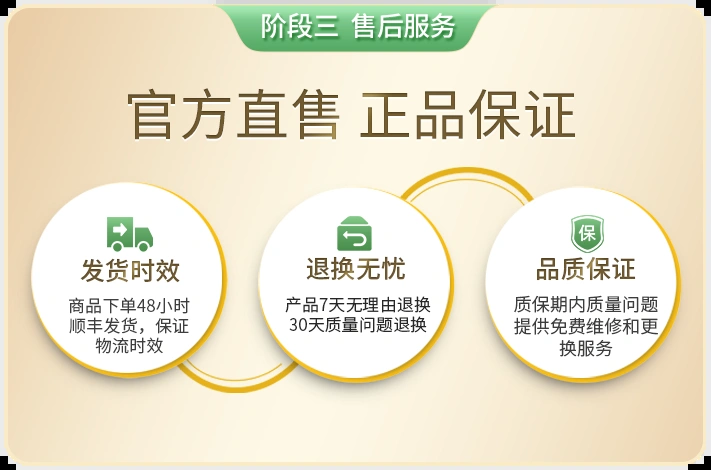 阶段三 售后服务
官方直售 正品保证
发货时效
商品下单48小时
顺丰发货，保证
物流时效
退换无忧
产品7天无理由退换
30天质量问题退换
保
品质保证
质保期内质量问题
提供免费维修和更
换服务